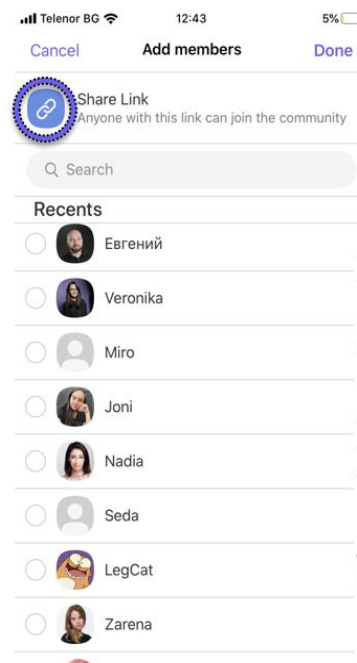 Telenor BG 12:43 5%
Cancel Add members Done
Share Link
Anyone with this link can join the community
Search
Recents
Евгений
Veronika
Miro
Joni
Nadia
Seda
LegCat
Zarena